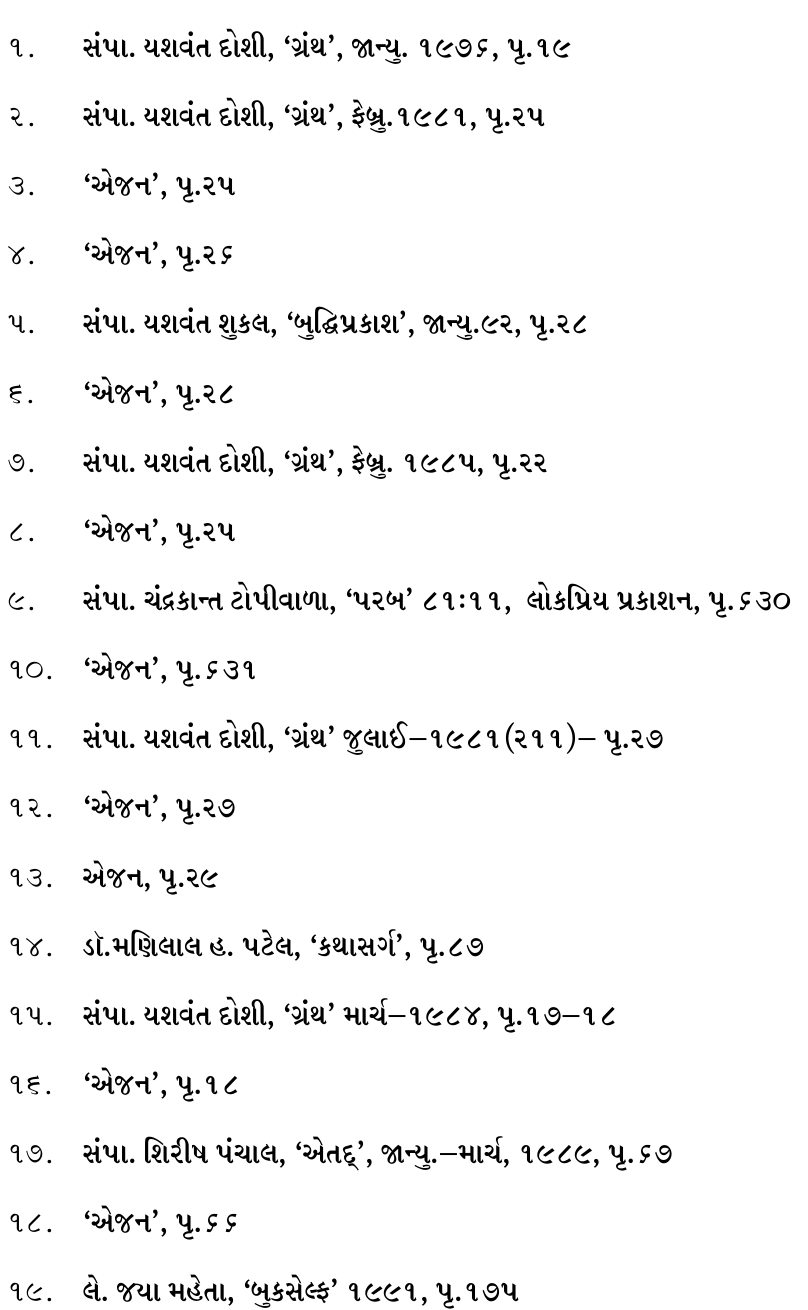 ૧. સંપા. યશવંત દોશી, ‘ગ્રંથ’, જાન્યુ. ૧૯૭૬, પૃ.૧૯
૨. સંપા. યશવંત દોશી, ‘ગ્રંથ’, ફેબ્રુ.૧૯૮૧, પૃ.૨૫
૩. ‘એજન’, પૃ.૨૫
૪. ‘એજન’, પૃ.૨૬
૫. સંપા. યશવંત શુકલ, ‘બુદ્ધિપ્રકાશ’, જાન્યુ.૯૨, પૃ.૨૮
૬. ‘એજન’, પૃ.૨૮
૭. સંપા. યશવંત દોશી, ‘ગ્રંથ’, ફેબ્રુ. ૧૯૮૫, પૃ.૨૨
૮. ‘એજન’, પૃ.૨૫
૯. સંપા. ચંદ્રકાન્ત ટોપીવાળા, ‘પરબ’ ૮૧:૧૧, લોકપ્રિય પ્રકાશન, પૃ.૬૩૦
૧૦. ‘એજન’, પૃ.૬૩૧
૧૧. સંપા. યશવંત દોશી, ‘ગ્રંથ’ જુલાઈ–૧૯૮૧(૨૧૧)– પૃ.૨૭
૧૨. ‘એજન’, પૃ.૨૭
૧૩. એજન, પૃ.૨૯
૧૪. ડૉ.મણિલાલ હ. પટેલ, ‘કથાસર્ગ’, પૃ.૮૭
૧૫. સંપા. યશવંત દોશી, ‘ગ્રંથ’ માર્ચ–૧૯૮૪, પૃ.૧૭–૧૮
૧૬. ‘એજન’, પૃ.૧૮
૧૭. સંપા. શિરીષ પંચાલ, ‘એતદ્’, જાન્યુ.–માર્ચ, ૧૯૮૯, પૃ.૬૭
૧૮. ‘એજન’, પૃ.૬૬
૧૯. લે. જયા મહેતા, ‘બુકસેલ્ફ’ ૧૯૯૧, પૃ.૧૭૫